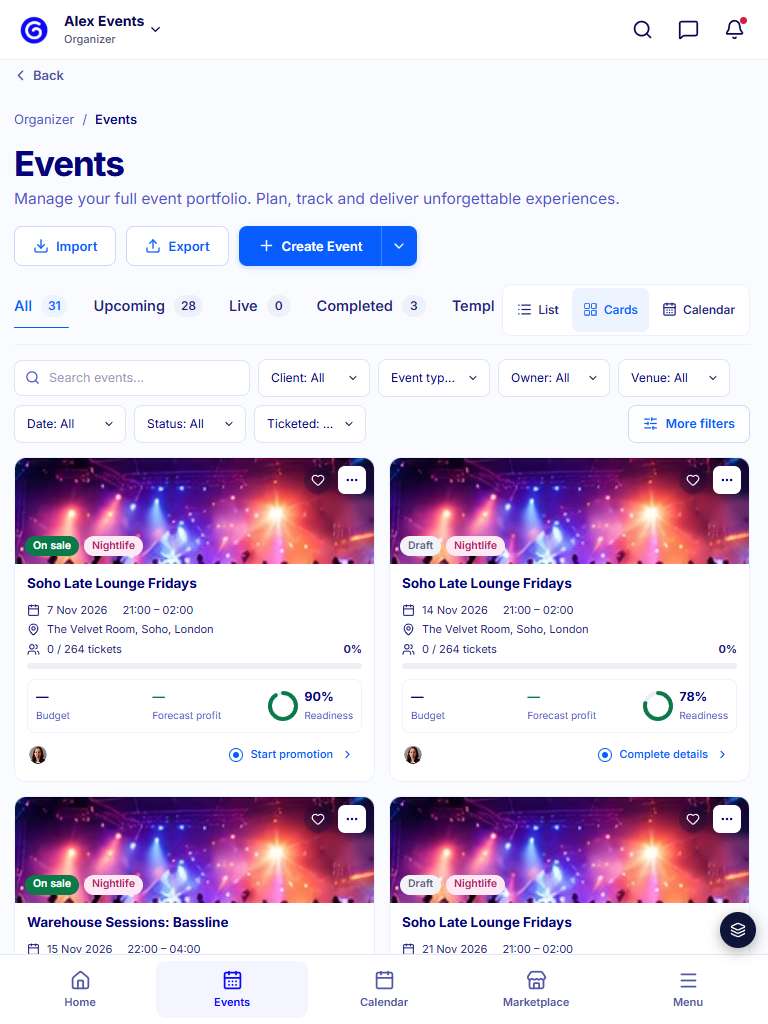 Alex Events
Organizer
Back
Organizer / Events
Events
Manage your full event portfolio. Plan, track and deliver unforgettable experiences.
Import Export Create Event
All 31 Upcoming 28 Live 0 Completed 3 Templ List Cards Calendar
Search events... Client: All Event typ... Owner: All Venue: All
Date: All Status: All Ticketed: ... More filters
On sale Nightlife
Soho Late Lounge Fridays
7 Nov 2026 21:00 – 02:00
The Velvet Room, Soho, London
0 / 264 tickets 0%
— — 90%
Budget Forecast profit Readiness
Start promotion
Draft Nightlife
Soho Late Lounge Fridays
14 Nov 2026 21:00 – 02:00
The Velvet Room, Soho, London
0 / 264 tickets 0%
— — 78%
Budget Forecast profit Readiness
Complete details
On sale Nightlife
Warehouse Sessions: Bassline
15 Nov 2026 22:00 – 04:00
Draft Nightlife
Soho Late Lounge Fridays
21 Nov 2026 21:00 – 02:00
Home Events Calendar Marketplace Menu